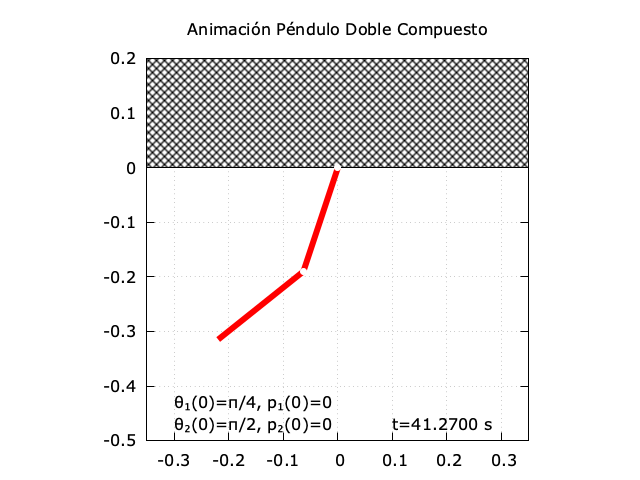 Animación Péndulo Doble Compuesto
0.2
0.1
0
-0.1
-0.2
-0.3
-0.4
-0.5
θ₁(0)=π/4, p₁(0)=0
θ₂(0)=π/2, p₂(0)=0 t=41.2700 s
-0.3 -0.2 -0.1 0 0.1 0.2 0.3